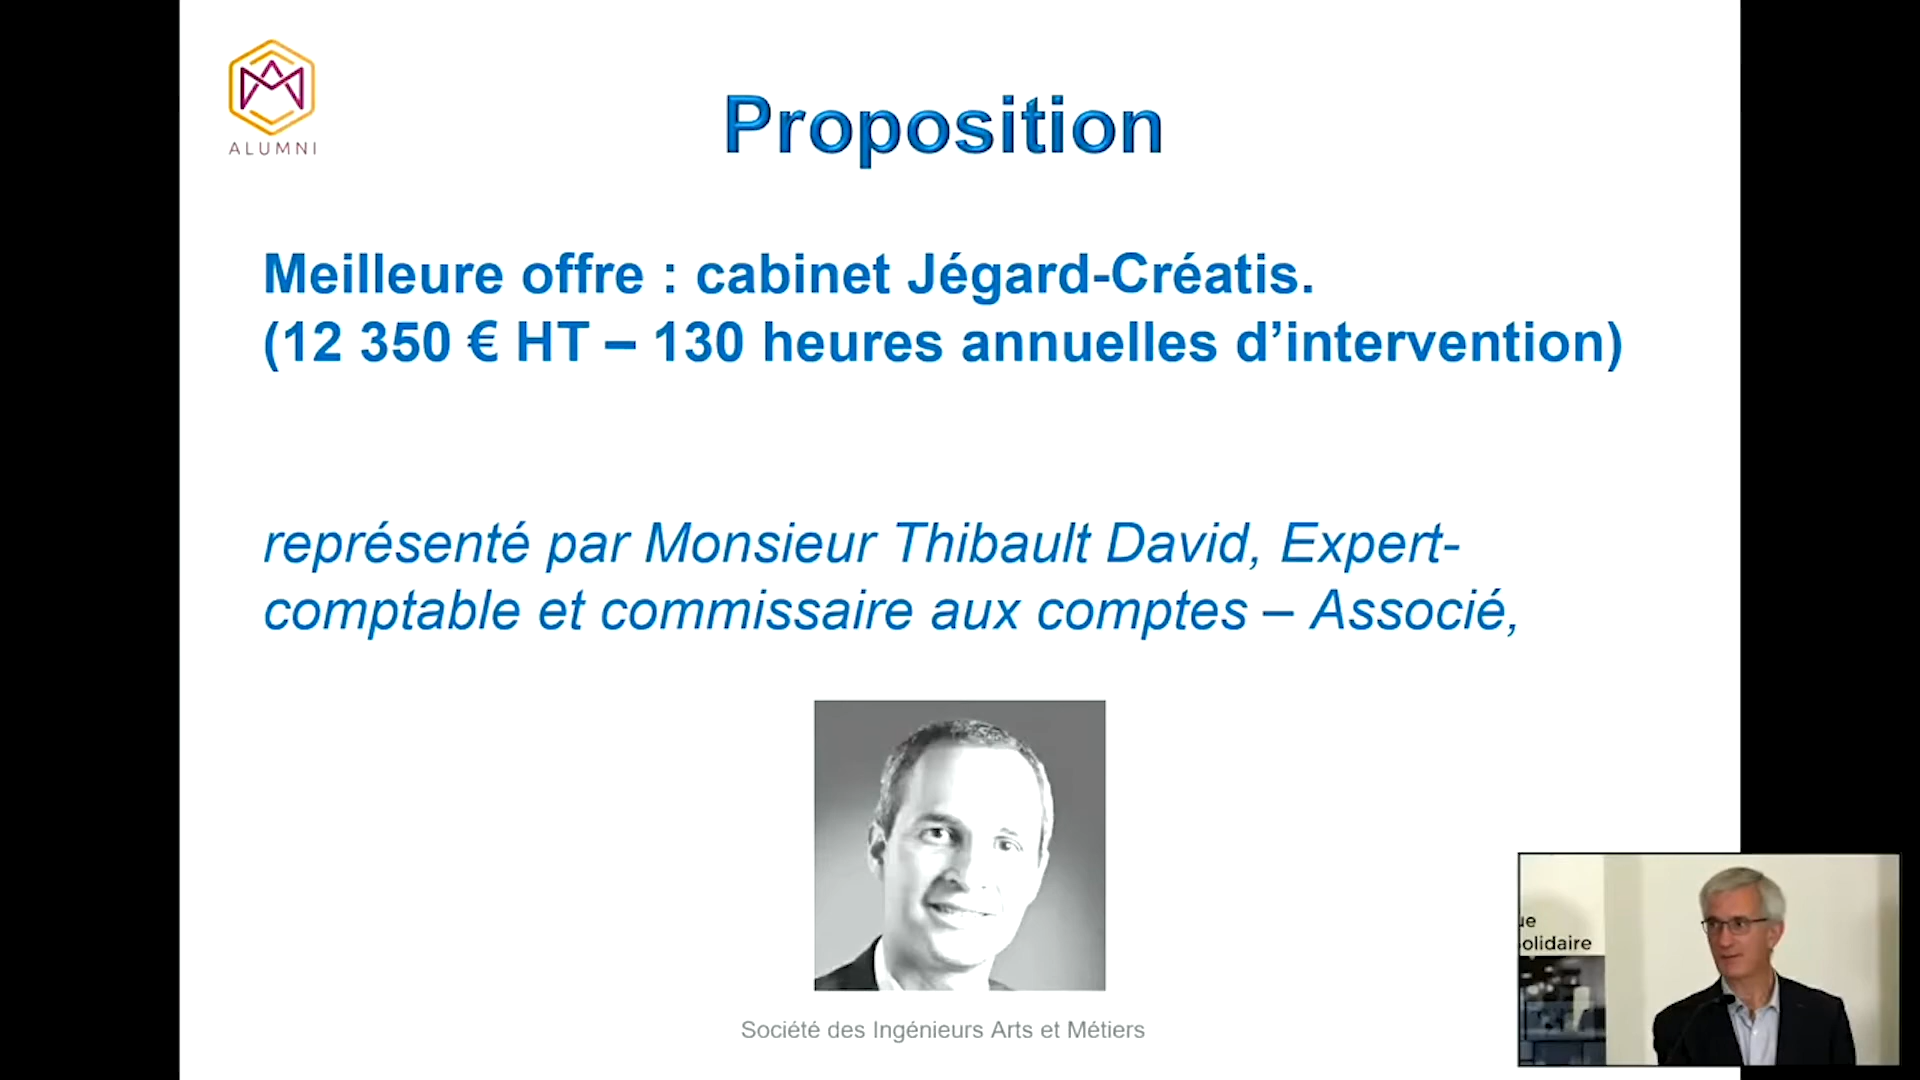 ALUMNI
Proposition
Meilleure offre : cabinet Jégard-Créatis.
(12 350 € HT – 130 heures annuelles d’intervention)
représenté par Monsieur Thibault David, Expert-
comptable et commissaire aux comptes – Associé,
Société des Ingénieurs Arts et Métiers
ue
olidaire